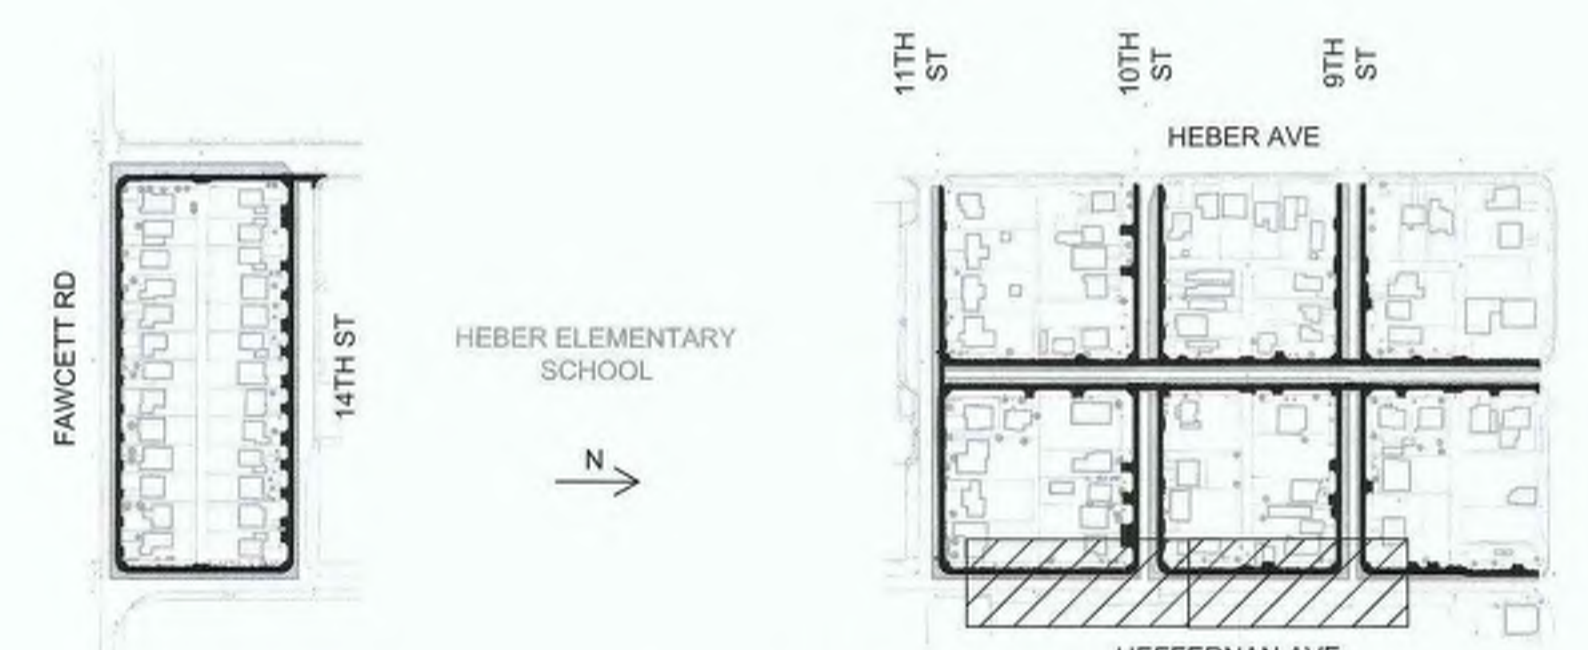 11TH
ST
10TH
ST
9TH
ST
HEBER AVE
FAWCETT RD
14TH ST
HEBER ELEMENTARY
SCHOOL
N